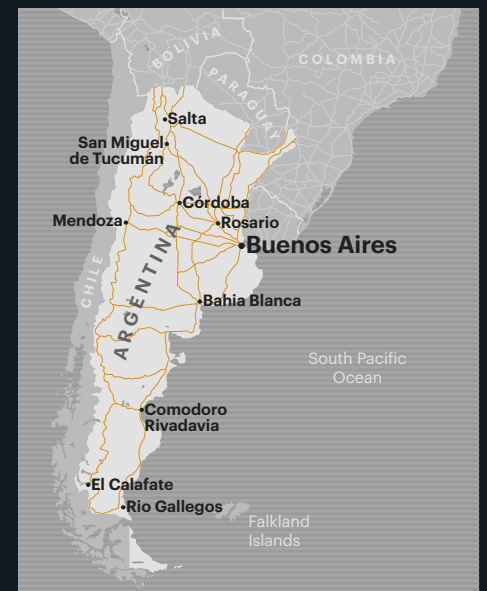 BOLIVIA
COLOMBIA
PARAGUAY
Salta
San Miguel
de Tucumán
Córdoba
Mendoza
Rosario
Buenos Aires
ARGENTINA
CHILE
Bahia Blanca
South Pacific
Ocean
Comodoro
Rivadavia
El Calafate
Rio Gallegos
Falkland
Islands